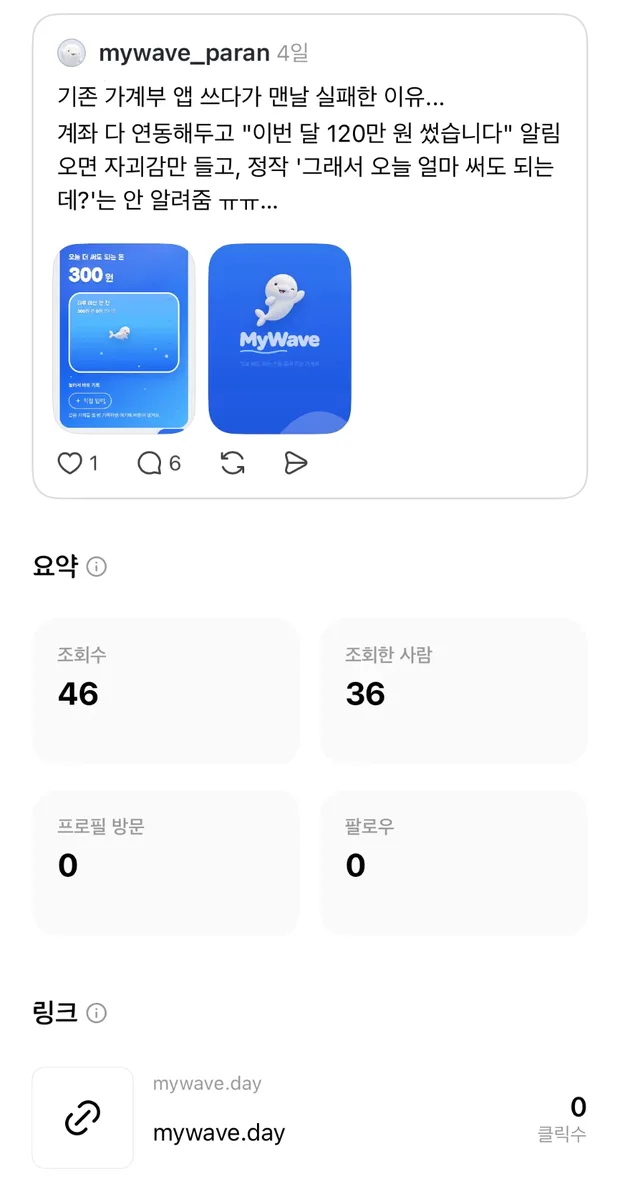 mywave_paran 4일
기존 가계부 앱 쓰다가 맨날 실패한 이유...
계좌 다 연동해두고 "이번 달 120만 원 썼습니다" 알림
오면 자괴감만 들고, 정작 '그래서 오늘 얼마 써도 되는
데?'는 안 알려줌 ㅠㅠ...
오늘 더 써도 되는 돈
300 원
+ 직접 입력
MyWave
1
6
요약
조회수
46
조회한 사람
36
프로필 방문
0
팔로우
0
링크
mywave.day
mywave.day
0
클릭수